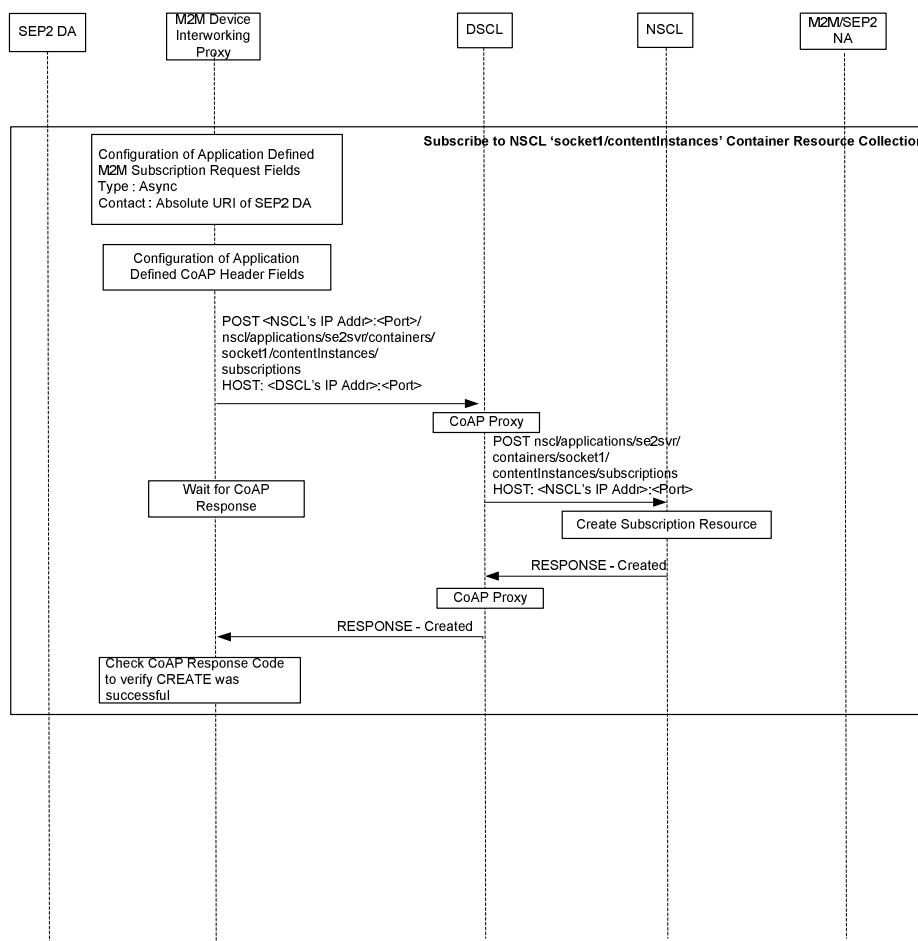 SEP2 DA
M2M Device
Interworking
Proxy
DSCL
NSCL
M2M/SEP2
NA
Subscribe to NSCL ‘socket1/contentInstances’ Container Resource Collection
Configuration of Application Defined
M2M Subscription Request Fields
Type : Async
Contact : Absolute URI of SEP2 DA
Configuration of Application
Defined CoAP Header Fields
POST <NSCL’s IP Addr>:<Port>/
nscl/applications/se2svr/containers/
socket1/contentInstances/
subscriptions
HOST: <DSCL’s IP Addr>:<Port>
CoAP Proxy
POST nscl/applications/se2svr/
containers/socket1/
contentInstances/subscriptions
HOST: <NSCL’s IP Addr>:<Port>
Wait for CoAP
Response
Create Subscription Resource
RESPONSE - Created
CoAP Proxy
RESPONSE - Created
Check CoAP Response Code
to verify CREATE was
successful